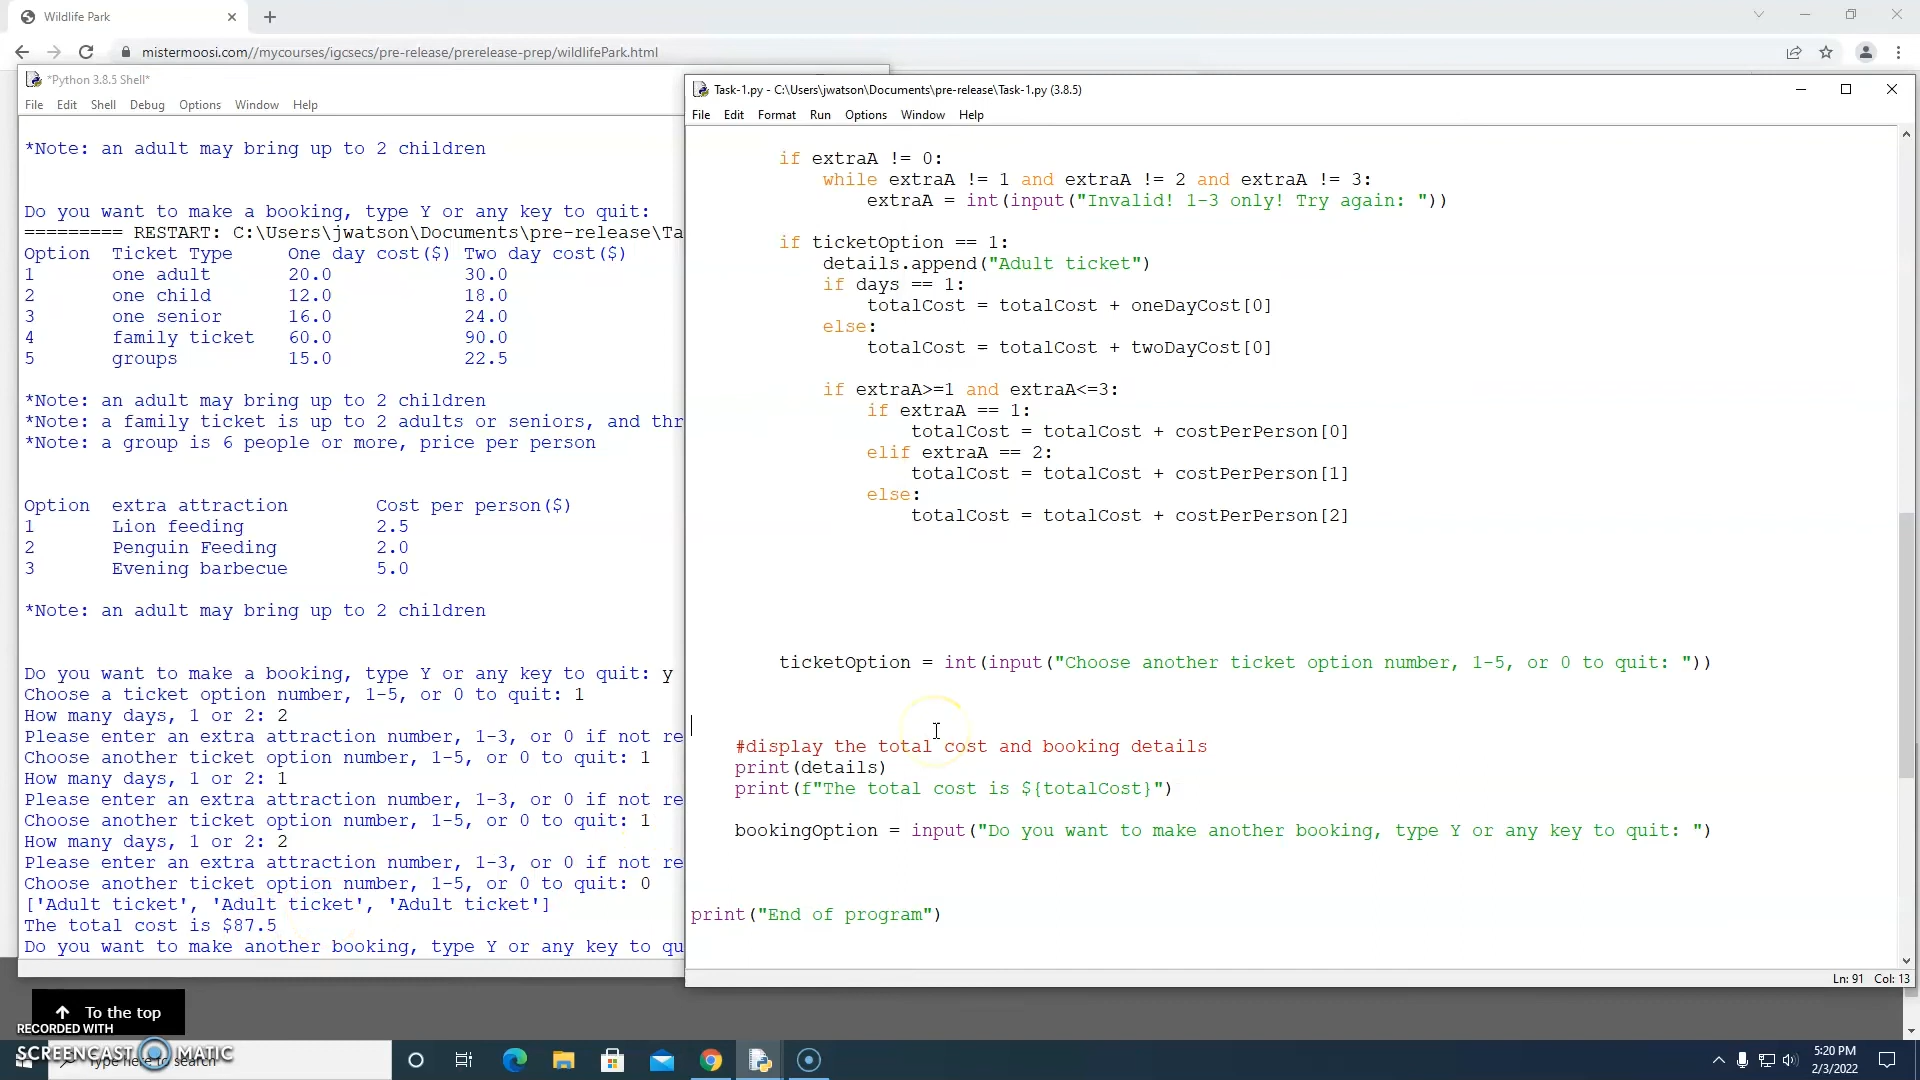 Wildlife Park
mistermoosi.com//mycourses/igcsecs/pre-release/prerelease-prep/wildlifePark.html
*Python 3.8.5 Shell*
File Edit Shell Debug Options Window Help
*Note: an adult may bring up to 2 children
Do you want to make a booking, type Y or any key to quit:
========= RESTART: C:\Users\jwatson\Documents\pre-release\Ta
Option Ticket Type One day cost($) Two day cost($)
1 one adult 20.0 30.0
2 one child 12.0 18.0
3 one senior 16.0 24.0
4 family ticket 60.0 90.0
5 groups 15.0 22.5
*Note: an adult may bring up to 2 children
*Note: a family ticket is up to 2 adults or seniors, and thr
*Note: a group is 6 people or more, price per person
Option extra attraction Cost per person($)
1 Lion feeding 2.5
2 Penguin Feeding 2.0
3 Evening barbecue 5.0
*Note: an adult may bring up to 2 children
Do you want to make a booking, type Y or any key to quit: y
Choose a ticket option number, 1-5, or 0 to quit: 1
How many days, 1 or 2: 2
Please enter an extra attraction number, 1-3, or 0 if not re
Choose another ticket option number, 1-5, or 0 to quit: 1
How many days, 1 or 2: 1
Please enter an extra attraction number, 1-3, or 0 if not re
Choose another ticket option number, 1-5, or 0 to quit: 1
How many days, 1 or 2: 2
Please enter an extra attraction number, 1-3, or 0 if not re
Choose another ticket option number, 1-5, or 0 to quit: 0
['Adult ticket', 'Adult ticket', 'Adult ticket']
The total cost is $87.5
Do you want to make another booking, type Y or any key to qu
Task-1.py - C:\Users\jwatson\Documents\pre-release\Task-1.py (3.8.5)
File Edit Format Run Options Window Help
if extraA != 0:
while extraA != 1 and extraA != 2 and extraA != 3:
extraA = int(input("Invalid! 1-3 only! Try again: "))
if ticketOption == 1:
details.append("Adult ticket")
if days == 1:
totalCost = totalCost + oneDayCost[0]
else:
totalCost = totalCost + twoDayCost[0]
if extraA>=1 and extraA<=3:
if extraA == 1:
totalCost = totalCost + costPerPerson[0]
elif extraA == 2:
totalCost = totalCost + costPerPerson[1]
else:
totalCost = totalCost + costPerPerson[2]
ticketOption = int(input("Choose another ticket option number, 1-5, or 0 to quit: "))
#display the total cost and booking details
print(details)
print(f"The total cost is ${totalCost}")
bookingOption = input("Do you want to make another booking, type Y or any key to quit: ")
print("End of program")
Ln: 91 Col: 13
To the top
RECORDED WITH
SCREENCAST MATIC
Type here to search
5:20 PM
2/3/2022